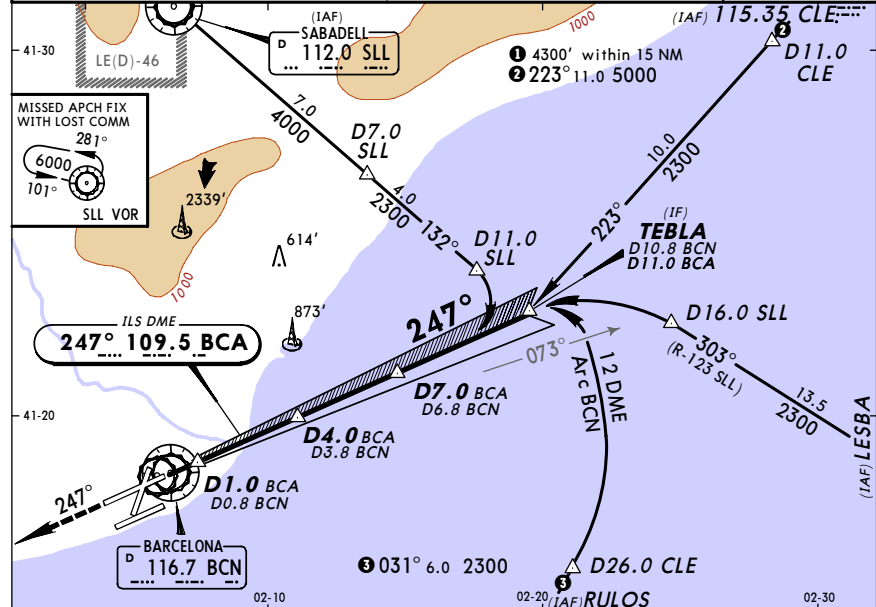 41-30
LE(D)-46
(IAF)
SABADELL
D 112.0 SLL
1000
❶ 4300' within 15 NM
❷ 223° 11.0 5000
(IAF) 115.35 CLE
❷
D11.0
CLE
MISSED APCH FIX
WITH LOST COMM
281°
6000
101°
SLL VOR
7.0
4000
D7.0
SLL
4.0
2300
132°
D11.0
SLL
10.0
2300
223°
(IF)
TEBLA
D10.8 BCN
D11.0 BCA
2339'
614'
1000
873'
ILS DME
247° 109.5 BCA
247°
073°
D16.0 SLL
303°
(R-123 SLL)
13.5
2300
(IAF) LESBA
12 DME
Arc BCN
41-20
D7.0 BCA
D6.8 BCN
D4.0 BCA
D3.8 BCN
D1.0 BCA
D0.8 BCN
247°
BARCELONA
D 116.7 BCN
❸ 031° 6.0 2300
D26.0 CLE
❸
(IAF) RULOS
02-10
02-20
02-30